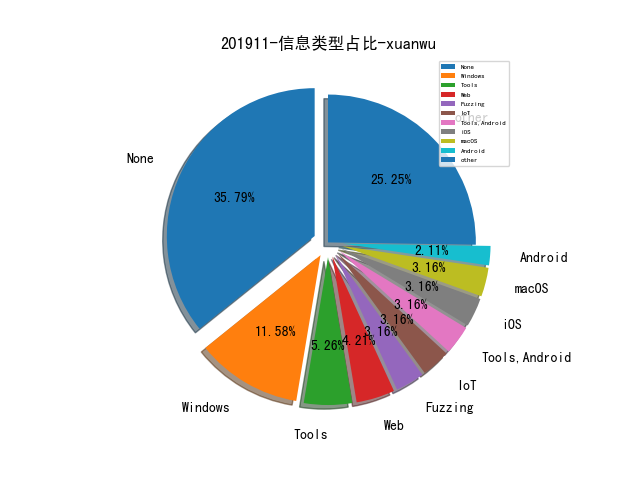 201911-信息类型占比-xuanwu
None
Windows
Tools
Web
Fuzzing
IoT
Tools,Android
iOS
macOS
Android
other
other
None
35.79%
25.25%
2.11%
Android
3.16%
macOS
3.16%
iOS
3.16%
Tools,Android
3.16%
IoT
3.16%
Fuzzing
4.21%
Web
5.26%
Tools
11.58%
Windows